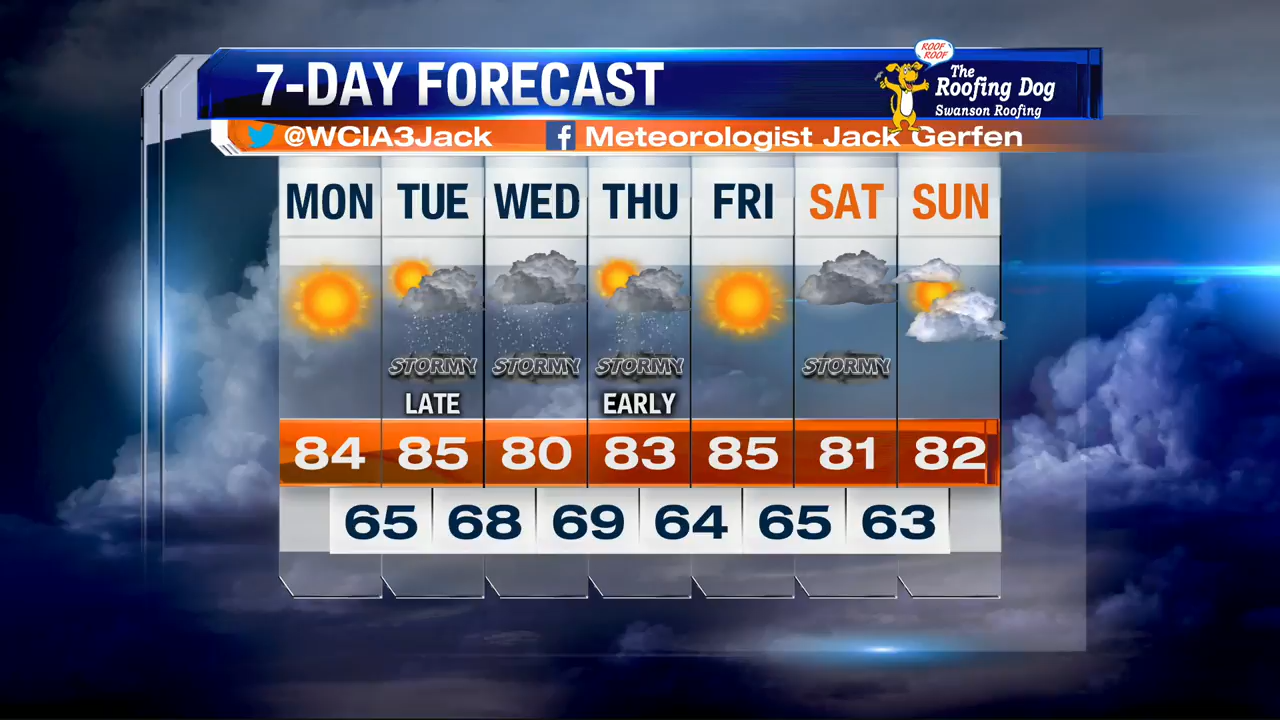 ROOF
ROOF
7-DAY FORECAST
The
Roofing Dog
Swanson Roofing
@WCIA3Jack
f Meteorologist Jack Gerfen
MON TUE WED THU FRI SAT SUN
STORMY STORMY STORMY STORMY
LATE EARLY
84 85 80 83 85 81 82
65 68 69 64 65 63